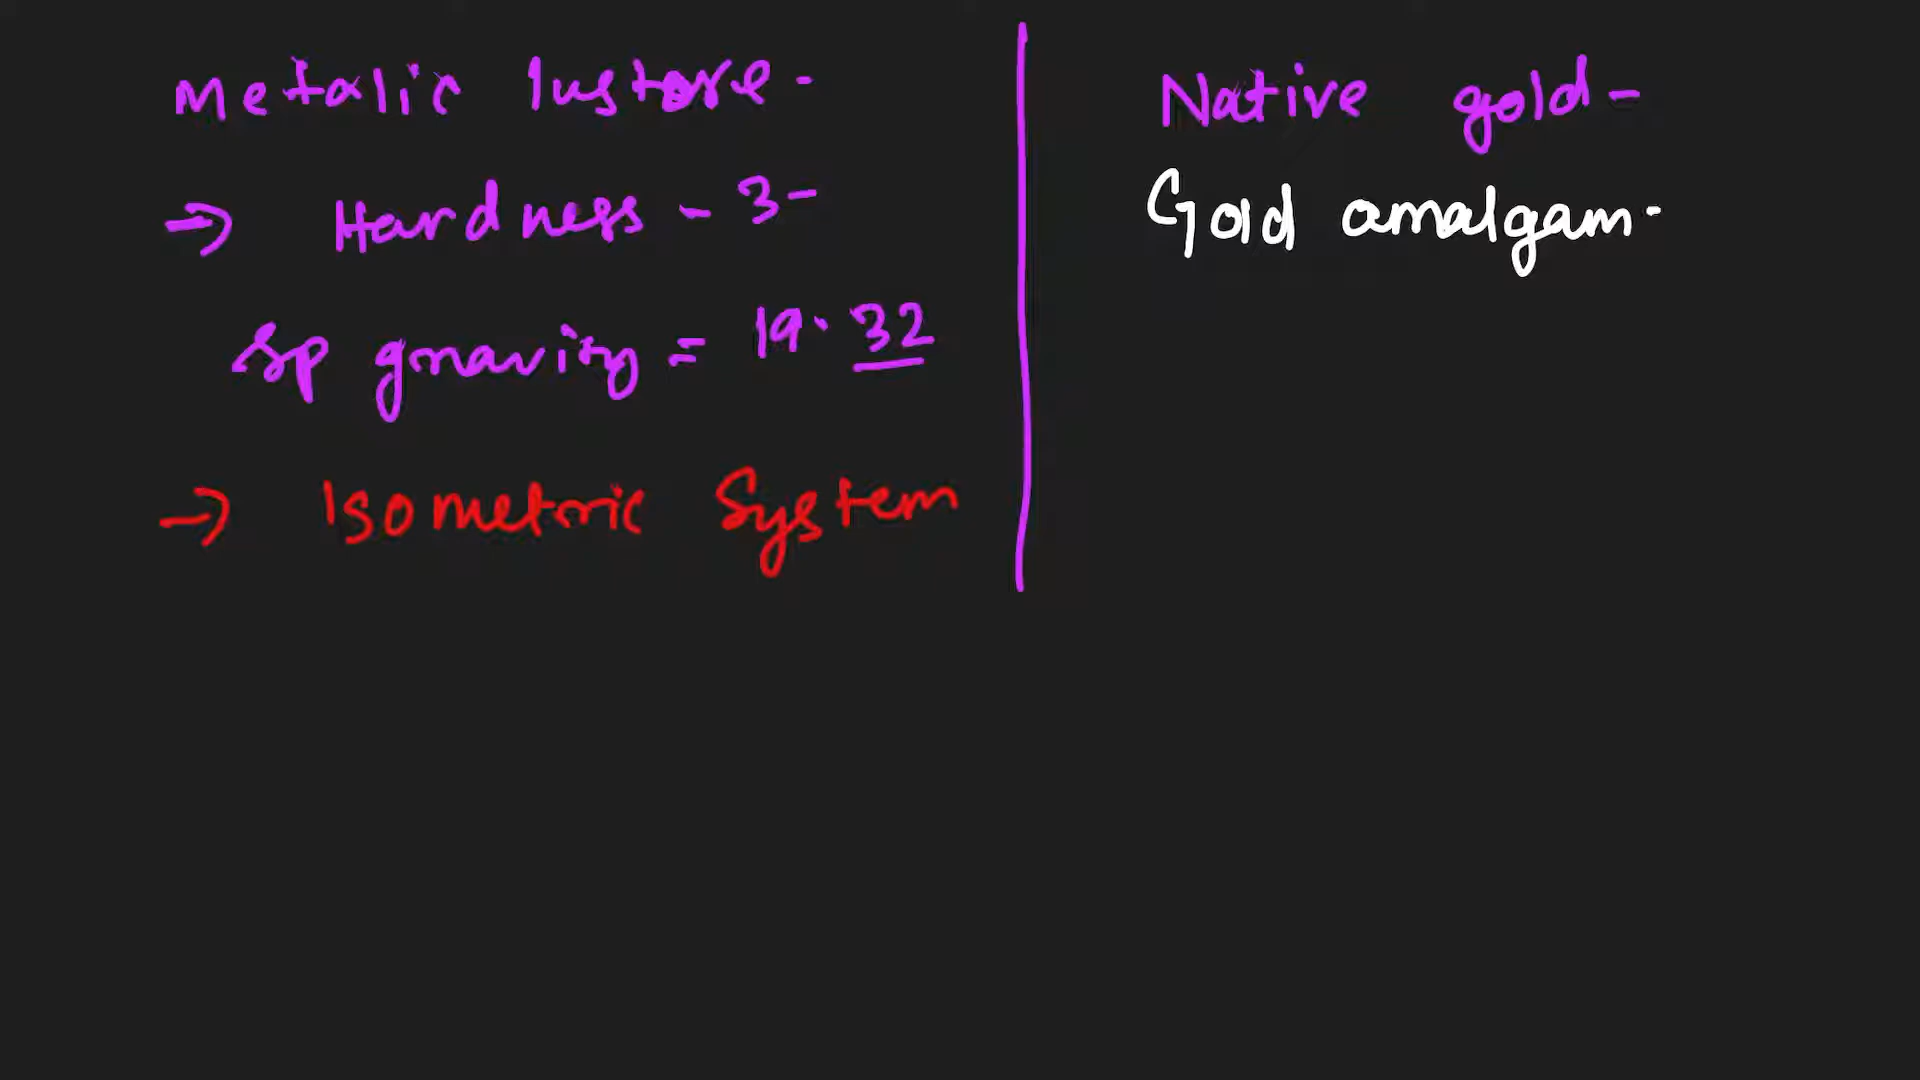 Metalic lustore -
→ Hardness - 3 -
Sp gravity = 19.32
→ Isometric System
Native gold -
Gold amalgam -